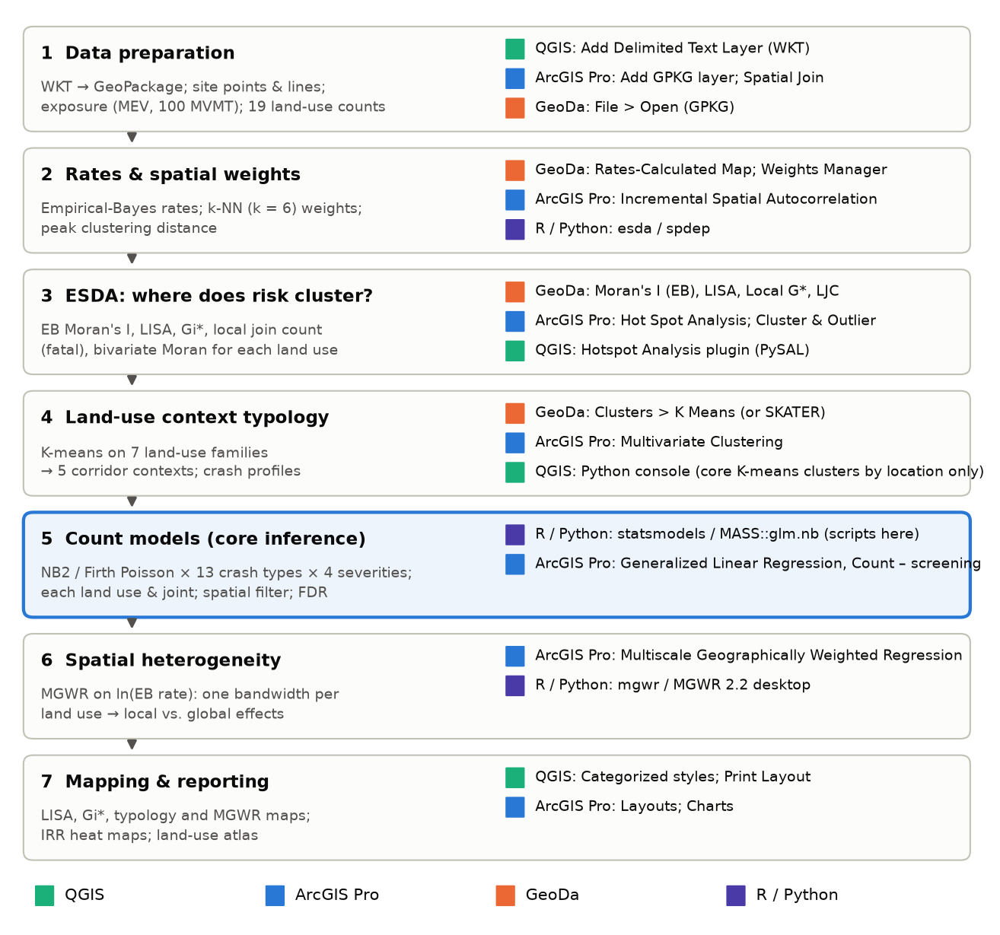 1 Data preparation
WKT → GeoPackage; site points & lines;
exposure (MEV, 100 MVMT); 19 land-use counts
QGIS: Add Delimited Text Layer (WKT)
ArcGIS Pro: Add GPKG layer; Spatial Join
GeoDa: File > Open (GPKG)
2 Rates & spatial weights
Empirical-Bayes rates; k-NN (k = 6) weights;
peak clustering distance
GeoDa: Rates-Calculated Map; Weights Manager
ArcGIS Pro: Incremental Spatial Autocorrelation
R / Python: esda / spdep
3 ESDA: where does risk cluster?
EB Moran's I, LISA, Gi*, local join count
(fatal), bivariate Moran for each land use
GeoDa: Moran's I (EB), LISA, Local G*, LJC
ArcGIS Pro: Hot Spot Analysis; Cluster & Outlier
QGIS: Hotspot Analysis plugin (PySAL)
4 Land-use context typology
K-means on 7 land-use families
→ 5 corridor contexts; crash profiles
GeoDa: Clusters > K Means (or SKATER)
ArcGIS Pro: Multivariate Clustering
QGIS: Python console (core K-means clusters by location only)
5 Count models (core inference)
NB2 / Firth Poisson × 13 crash types × 4 severities;
each land use & joint; spatial filter; FDR
R / Python: statsmodels / MASS::glm.nb (scripts here)
ArcGIS Pro: Generalized Linear Regression, Count – screening
6 Spatial heterogeneity
MGWR on ln(EB rate): one bandwidth per
land use → local vs. global effects
ArcGIS Pro: Multiscale Geographically Weighted Regression
R / Python: mgwr / MGWR 2.2 desktop
7 Mapping & reporting
LISA, Gi*, typology and MGWR maps;
IRR heat maps; land-use atlas
QGIS: Categorized styles; Print Layout
ArcGIS Pro: Layouts; Charts
QGIS
ArcGIS Pro
GeoDa
R / Python